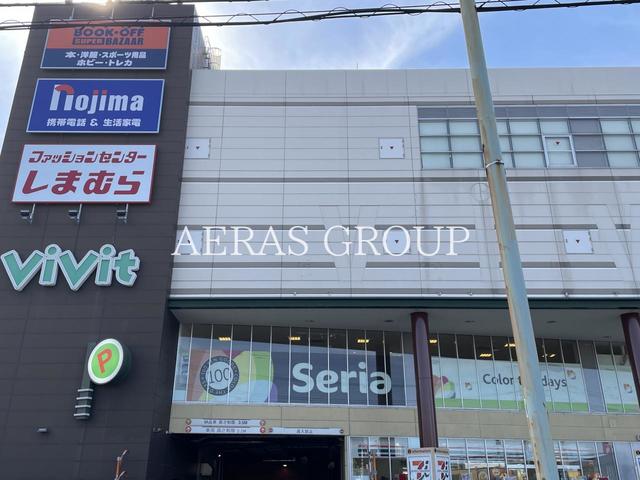 BOOK-OFF
SUPER BAZAAR
本・洋服・スポーツ用品
ホビー・トレカ
nojima
携帯電話 & 生活家電
ファッションセンター
しまむら
AERAS GROUP
ViVit
P
100
Seria
Color the days